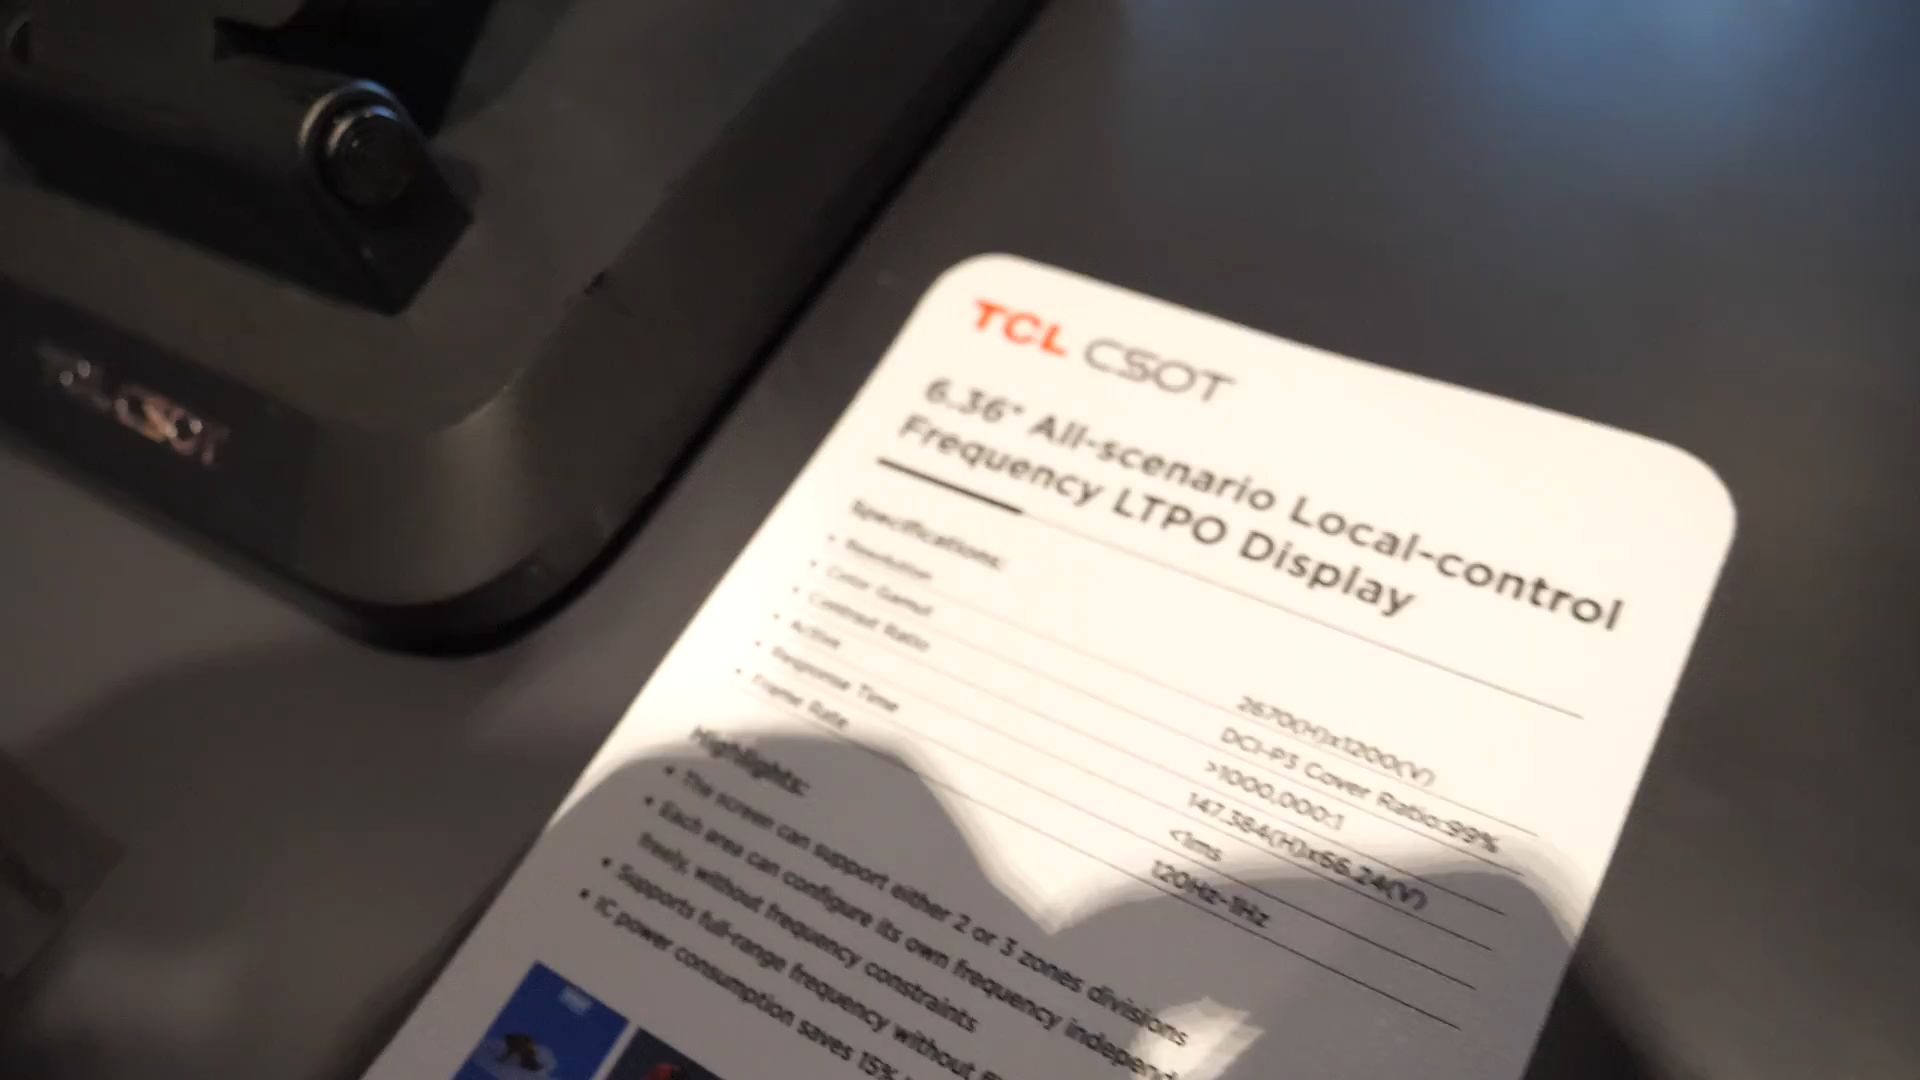 TCL CSOT
6.36" All-scenario Local-control
Frequency LTPO Display
Specifications:
• Resolution 2670(H)x1200(V)
• Color Gamut DCI-P3 Cover Ratio:99%
• Contrast Ratio >1000,000:1
• Active 147.384(H)x66.24(V)
• Response Time <1ms
• Frame Rate 120Hz-1Hz
Highlights:
• The screen can support either 2 or 3 zones divisions
• Each area can configure its own frequency
freely, without frequency constraints
• Supports full-range frequency without
• IC power consumption saves 15%
TCL CSOT